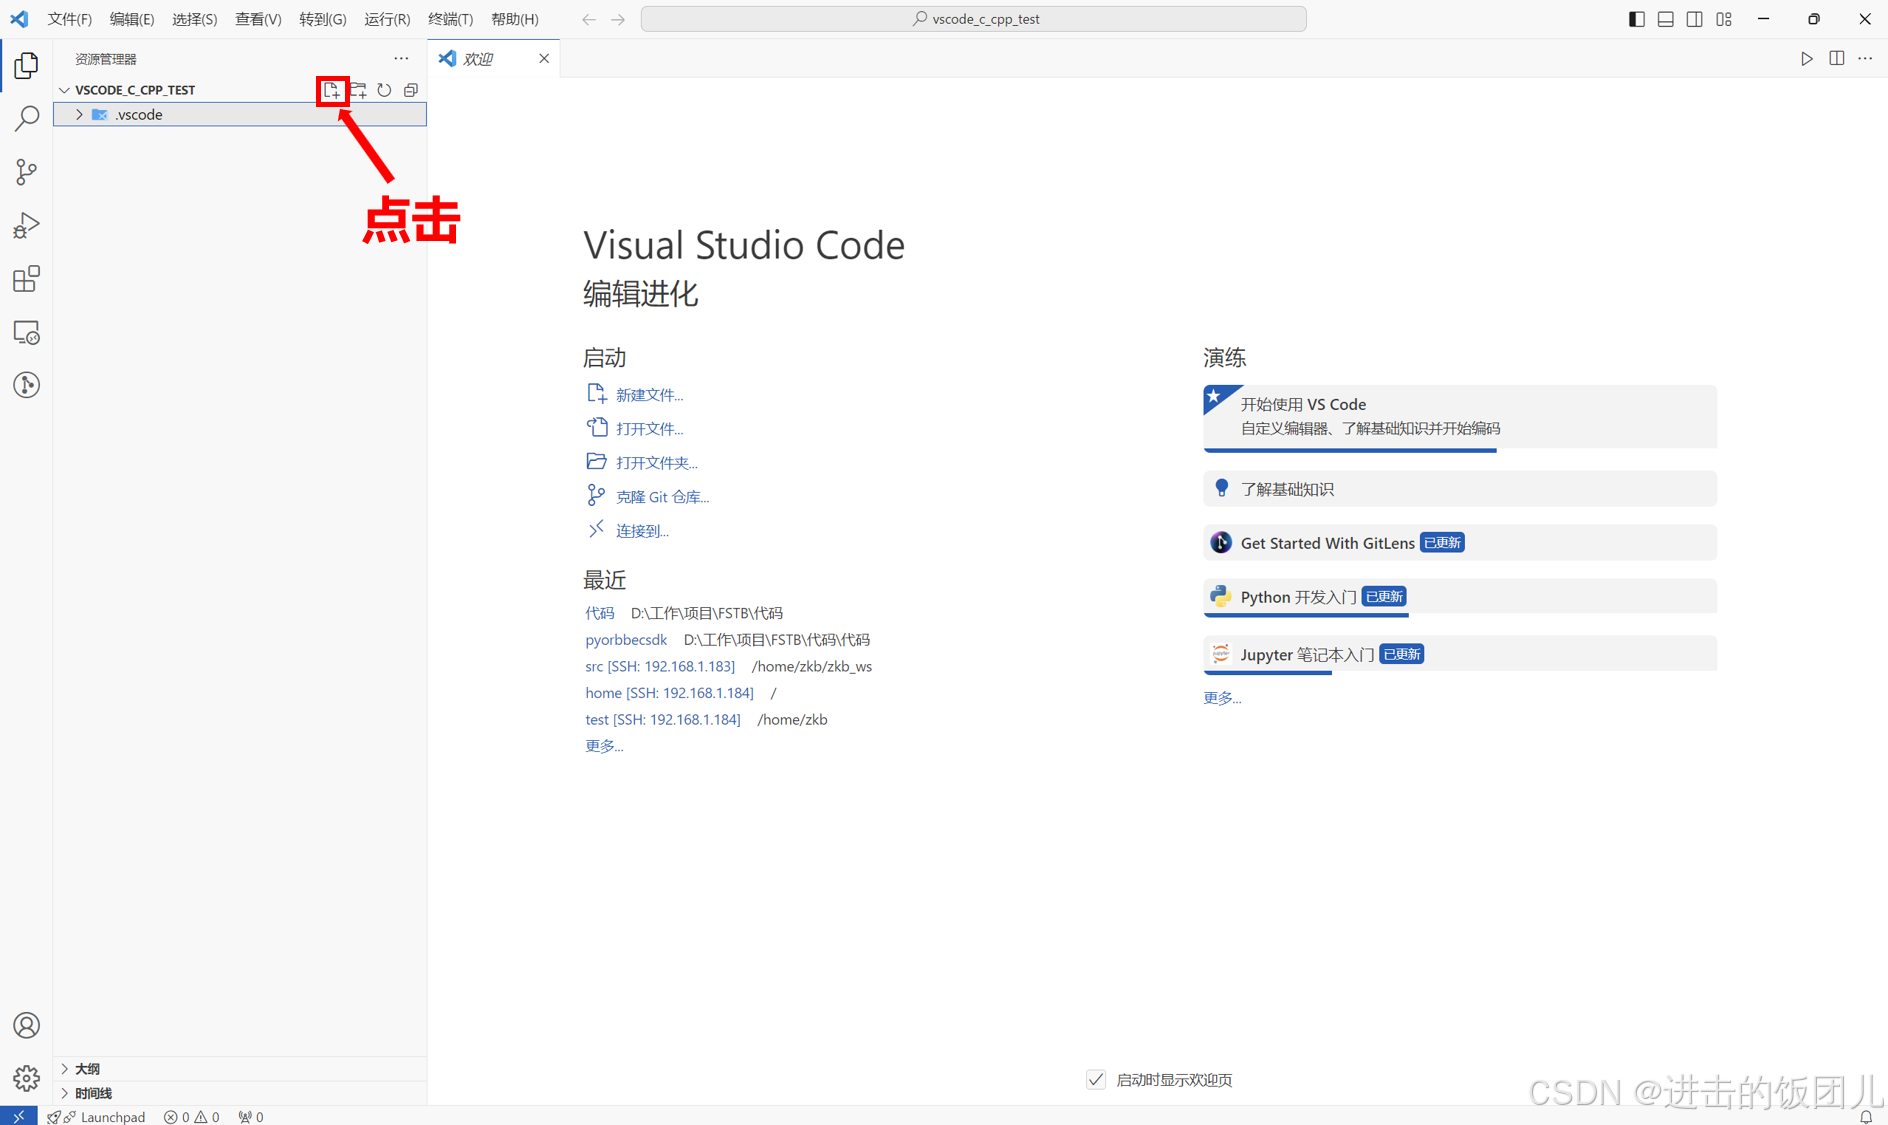 文件(F) 编辑(E) 选择(S) 查看(V) 转到(G) 运行(R) 终端(T) 帮助(H) vscode_c_cpp_test
资源管理器
欢迎
VSCODE_C_CPP_TEST
.vscode
点击
Visual Studio Code
编辑进化
启动
新建文件...
打开文件...
打开文件夹...
克隆 Git 仓库...
连接到...
最近
代码 D:\工作\项目\FSTB\代码
pyorbbecsdk D:\工作\项目\FSTB\代码\代码
src [SSH: 192.168.1.183] /home/zkb/zkb_ws
home [SSH: 192.168.1.184] /
test [SSH: 192.168.1.184] /home/zkb
更多...
演练
开始使用 VS Code
自定义编辑器、了解基础知识并开始编码
了解基础知识
Get Started With GitLens 已更新
Python 开发入门 已更新
Jupyter 笔记本入门 已更新
更多...
启动时显示欢迎页
大纲
时间线
Launchpad 0 0 0
CSDN @进击的饭团儿